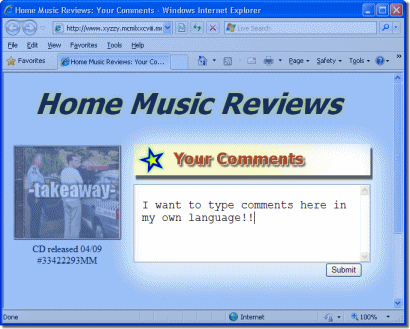 Home Music Reviews: Your Comments - Windows Internet Explorer
http://www.xyzzy.mcmlxxcviii.me
Live Search
File Edit View Favorites Tools Help
Favorites
Home Music Reviews: Your Co...
Page
Safety
Tools
Home Music Reviews
-takeaway-
CD released 04/09
#33422293MM
Your Comments
I want to type comments here in
my own language!!
Submit
Done
Internet
100%